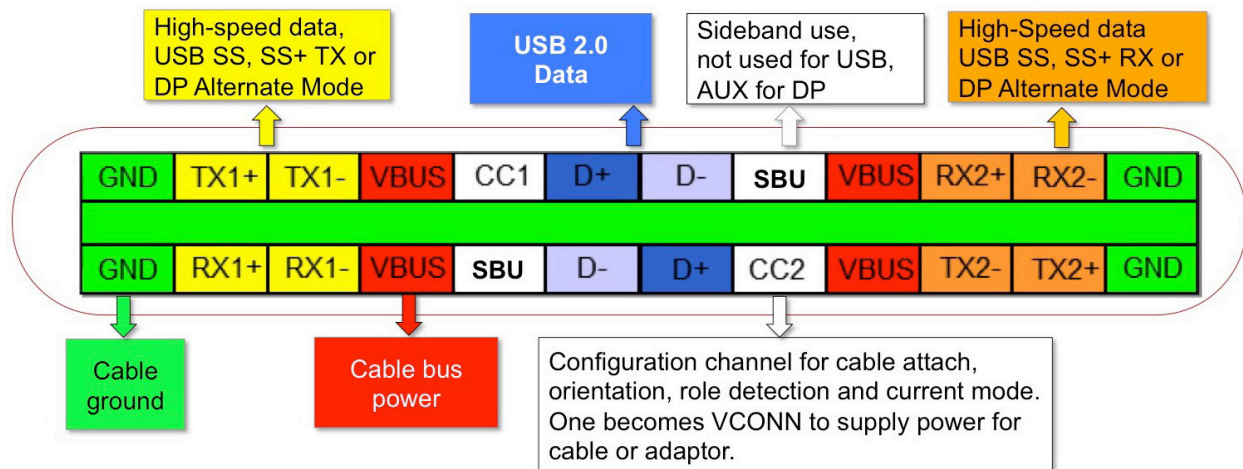 High-speed data,
USB SS, SS+ TX or
DP Alternate Mode
USB 2.0
Data
Sideband use,
not used for USB,
AUX for DP
High-Speed data
USB SS, SS+ RX or
DP Alternate Mode
GND TX1+ TX1- VBUS CC1 D+ D- SBU VBUS RX2+ RX2- GND
GND RX1+ RX1- VBUS SBU D- D+ CC2 VBUS TX2- TX2+ GND
Cable
ground
Cable bus
power
Configuration channel for cable attach,
orientation, role detection and current mode.
One becomes VCONN to supply power for
cable or adaptor.